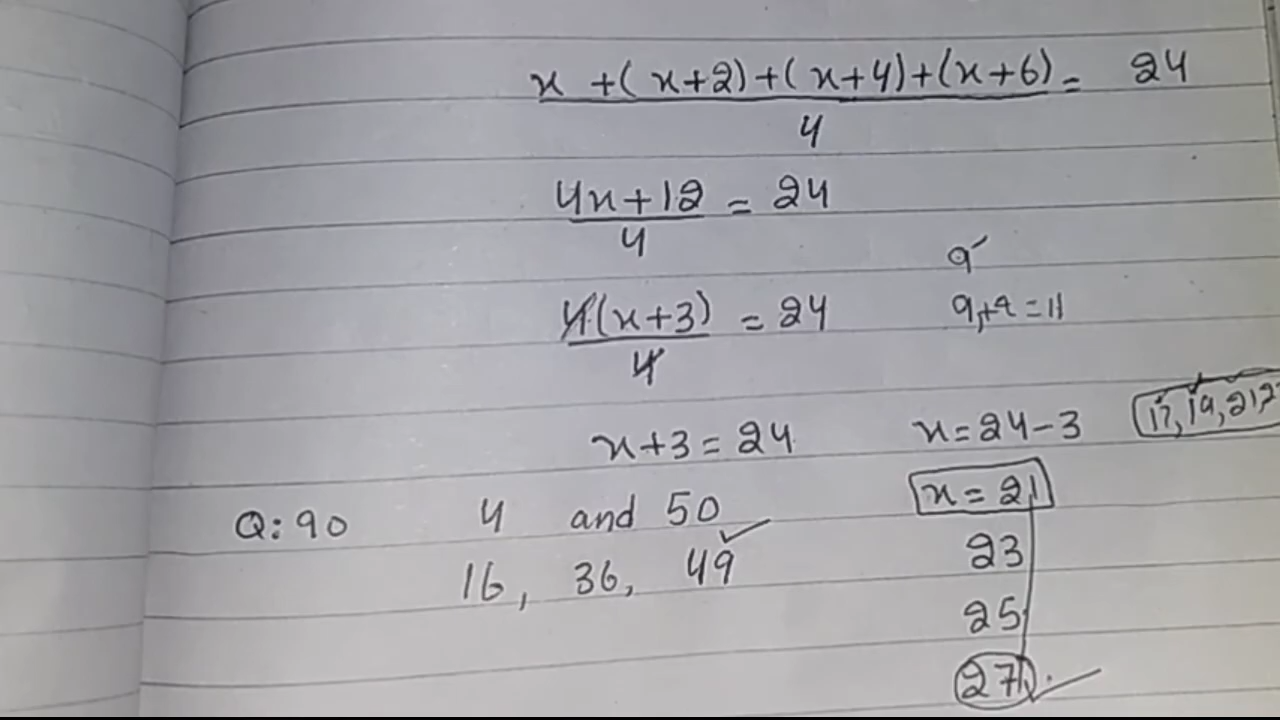 x + (x+2) + (x+4) + (x+6) = 24
4
4x+12 = 24
4
9
4(x+3) = 24
4
9,+2 = 11
x+3 = 24
x = 24-3
17, 19, 21, 2
x = 21
Q: 90 4 and 50
23
16, 36, 49
25
27